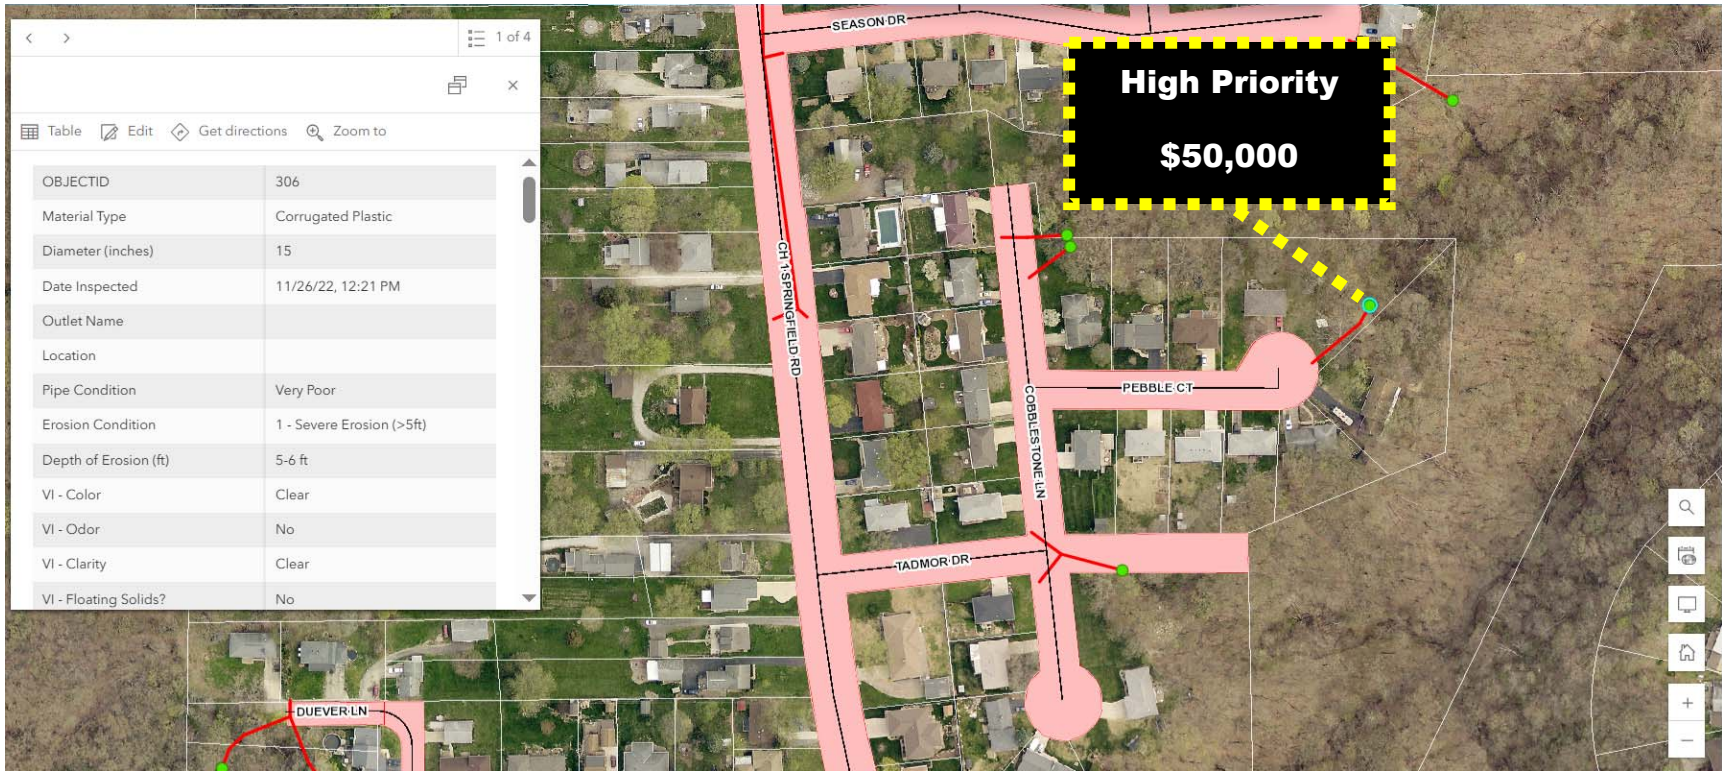 1 of 4
Table Edit Get directions Zoom to
OBJECTID 306
Material Type Corrugated Plastic
Diameter (inches) 15
Date Inspected 11/26/22, 12:21 PM
Outlet Name
Location
Pipe Condition Very Poor
Erosion Condition 1 - Severe Erosion (>5ft)
Depth of Erosion (ft) 5-6 ft
VI - Color Clear
VI - Odor No
VI - Clarity Clear
VI - Floating Solids? No
SEASON DR
High Priority
$50,000
CH 1 SPRINGFIELD RD
PEBBLE CT
COBBLESTONE LN
TADMOR DR
DUEVER LN